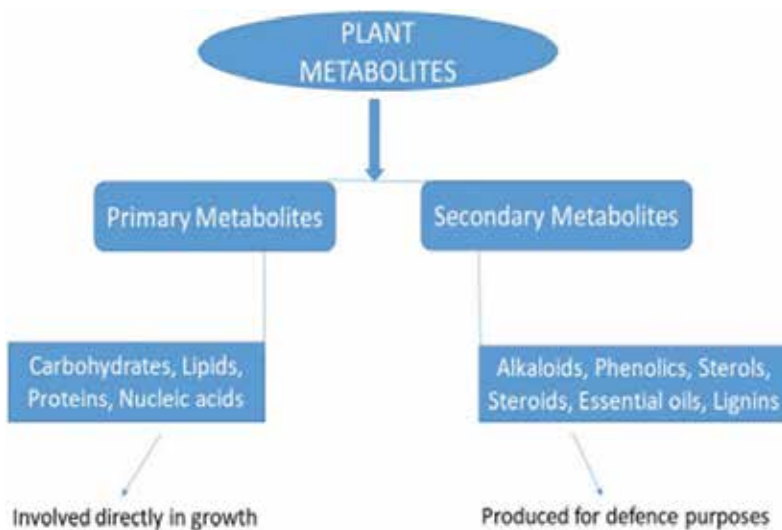 PLANT
METABOLITES
Primary Metabolites
Secondary Metabolites
Carbohydrates, Lipids,
Proteins, Nucleic acids
Alkaloids, Phenolics, Sterols,
Steroids, Essential oils, Lignins
Involved directly in growth
Produced for defence purposes